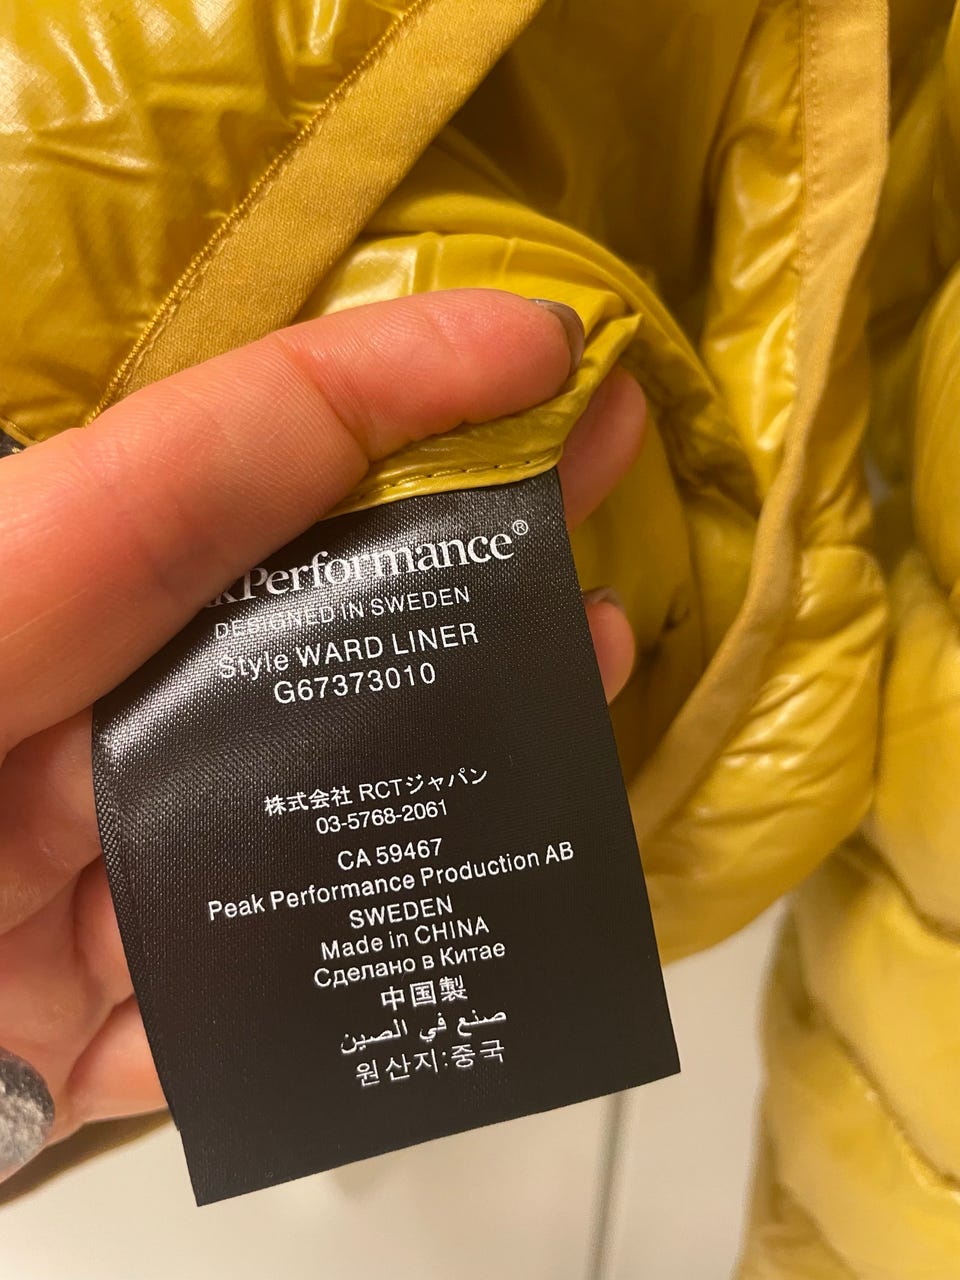 Performance®
DESIGNED IN SWEDEN
Style WARD LINER
G67373010
株式会社 RCTジャパン
03-5768-2061
CA 59467
Peak Performance Production AB
SWEDEN
Made in CHINA
Сделано в Китае
中国製
صنع في الصين
원산지:중국